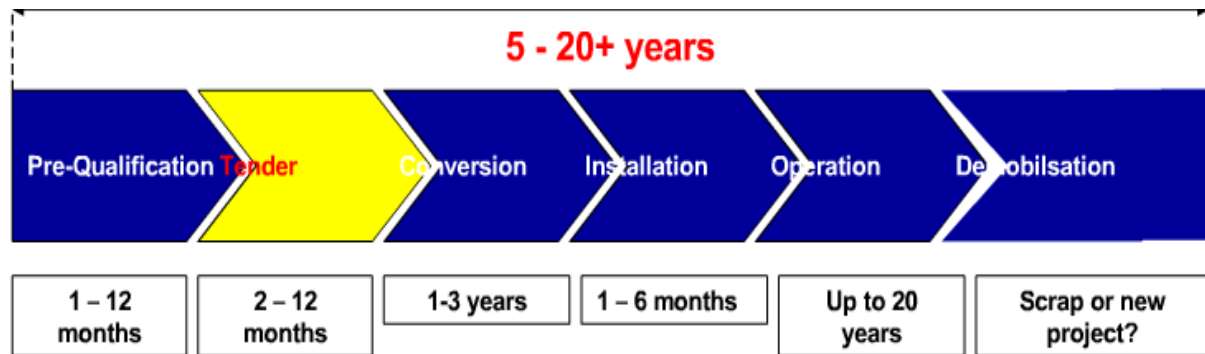 5 - 20+ years
Pre-Qualification
Tender
Conversion
Installation
Operation
Demobilsation
1 – 12
months
2 – 12
months
1-3 years
1 – 6 months
Up to 20
years
Scrap or new
project?